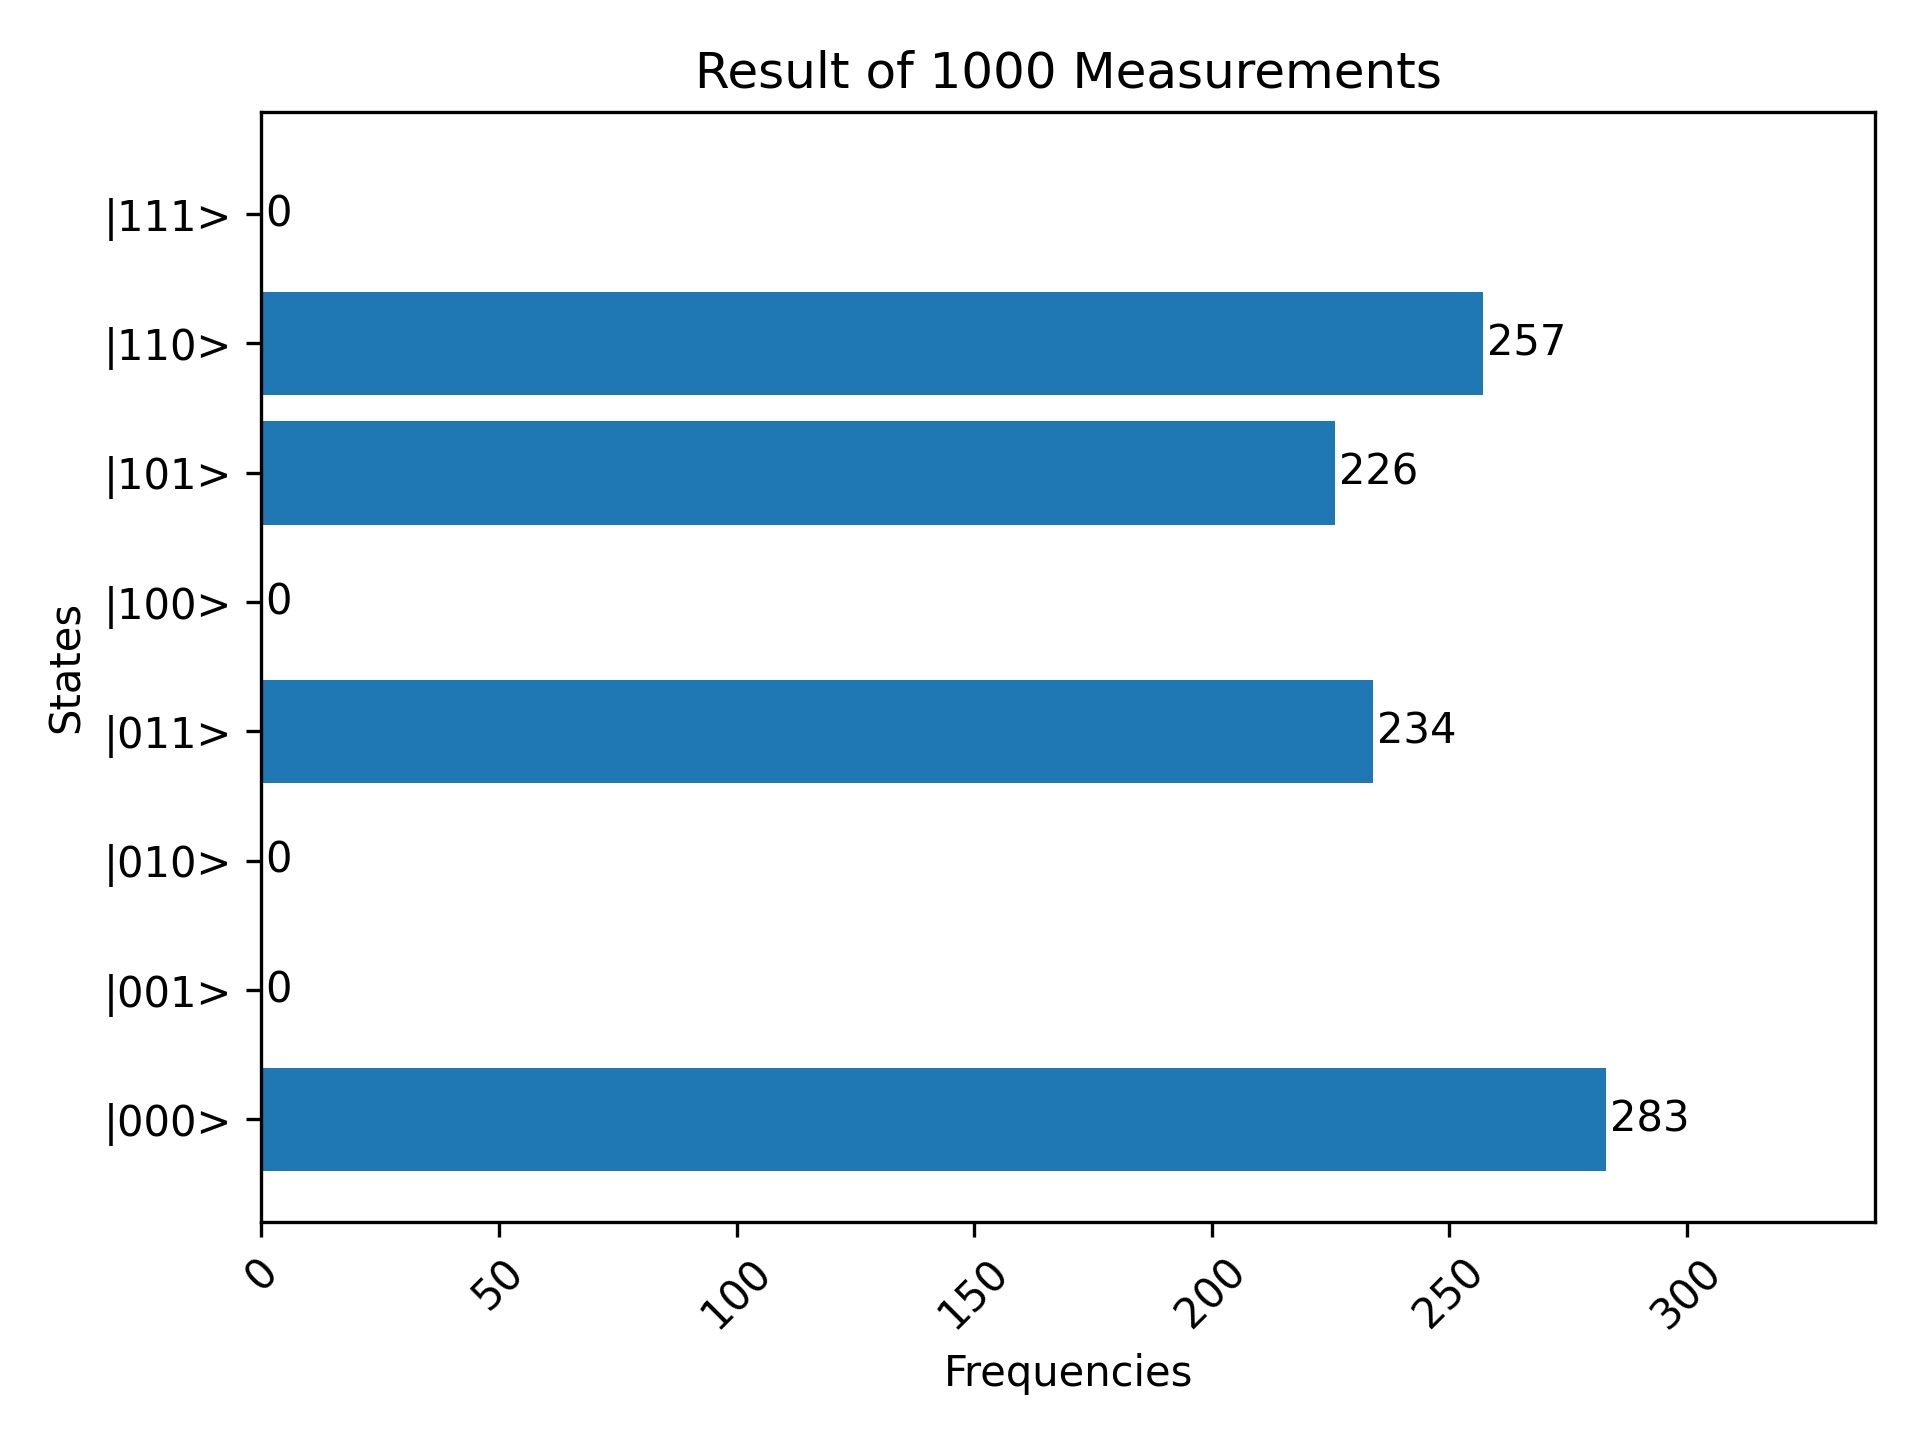 Result of 1000 Measurements
|111> 0
|110> 257
|101> 226
|100> 0
|011> 234
|010> 0
|001> 0
|000> 283
States
0 50 100 150 200 250 300
Frequencies